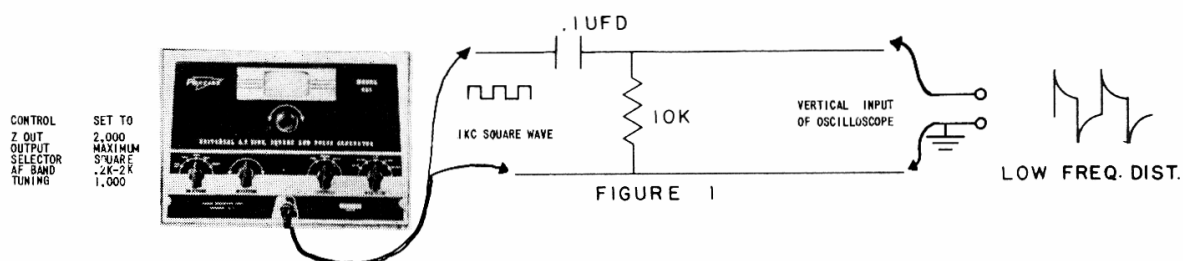 .1UFD
CONTROL SET TO
Z OUT 2.000
OUTPUT MAXIMUM
SELECTOR SQUARE
AF BAND .2K-2K
TUNING 1.000
1KC SQUARE WAVE
10K
VERTICAL INPUT
OF OSCILLOSCOPE
LOW FREQ. DIST.
FIGURE 1